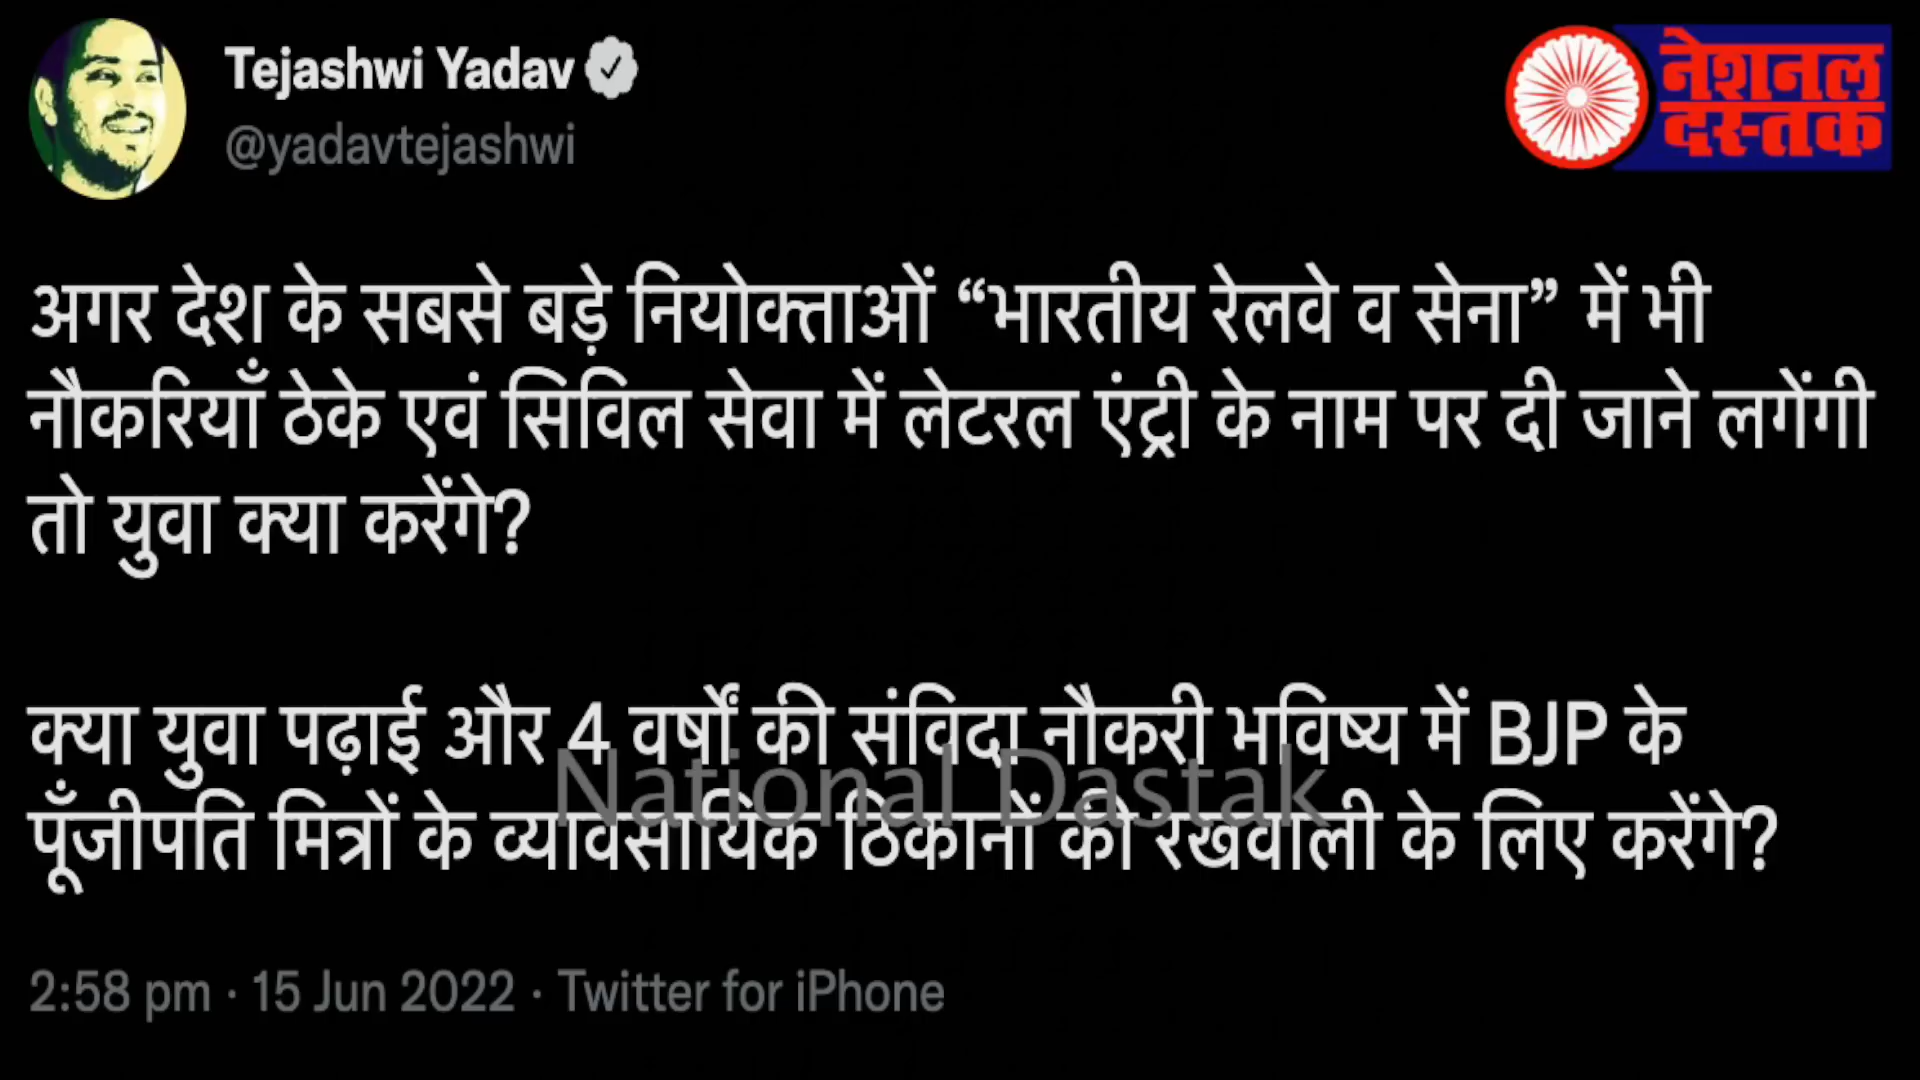 Tejashwi Yadav
@yadavtejashwi
नेशनल
दस्तक
अगर देश के सबसे बड़े नियोक्ताओं “भारतीय रेलवे व सेना” में भी
नौकरियाँ ठेके एवं सिविल सेवा में लेटरल एंट्री के नाम पर दी जाने लगेंगी
तो युवा क्या करेंगे?
क्या युवा पढ़ाई और 4 वर्षों की संविदा नौकरी भविष्य में BJP के
National Dastak
पूँजीपति मित्रों के व्यावसायिक ठिकानों की रखवाली के लिए करेंगे?
2:58 pm · 15 Jun 2022 · Twitter for iPhone